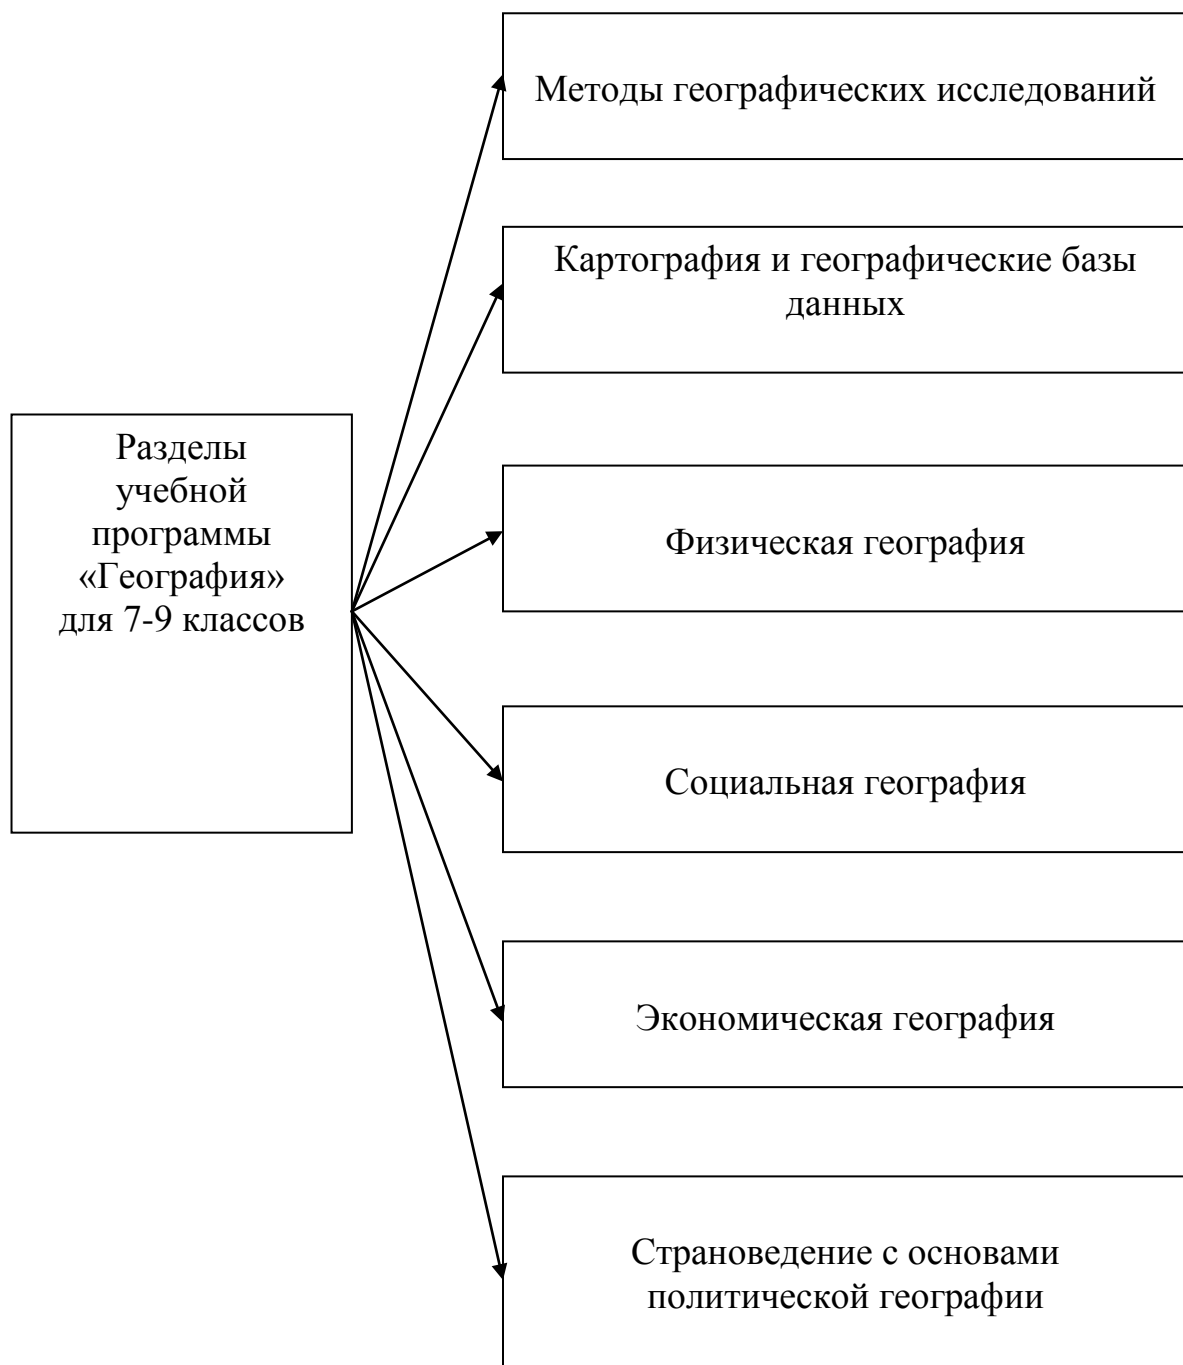 Разделы
учебной
программы
«География»
для 7-9 классов
Методы географических исследований
Картография и географические базы
данных
Физическая география
Социальная география
Экономическая география
Страноведение с основами
политической географии